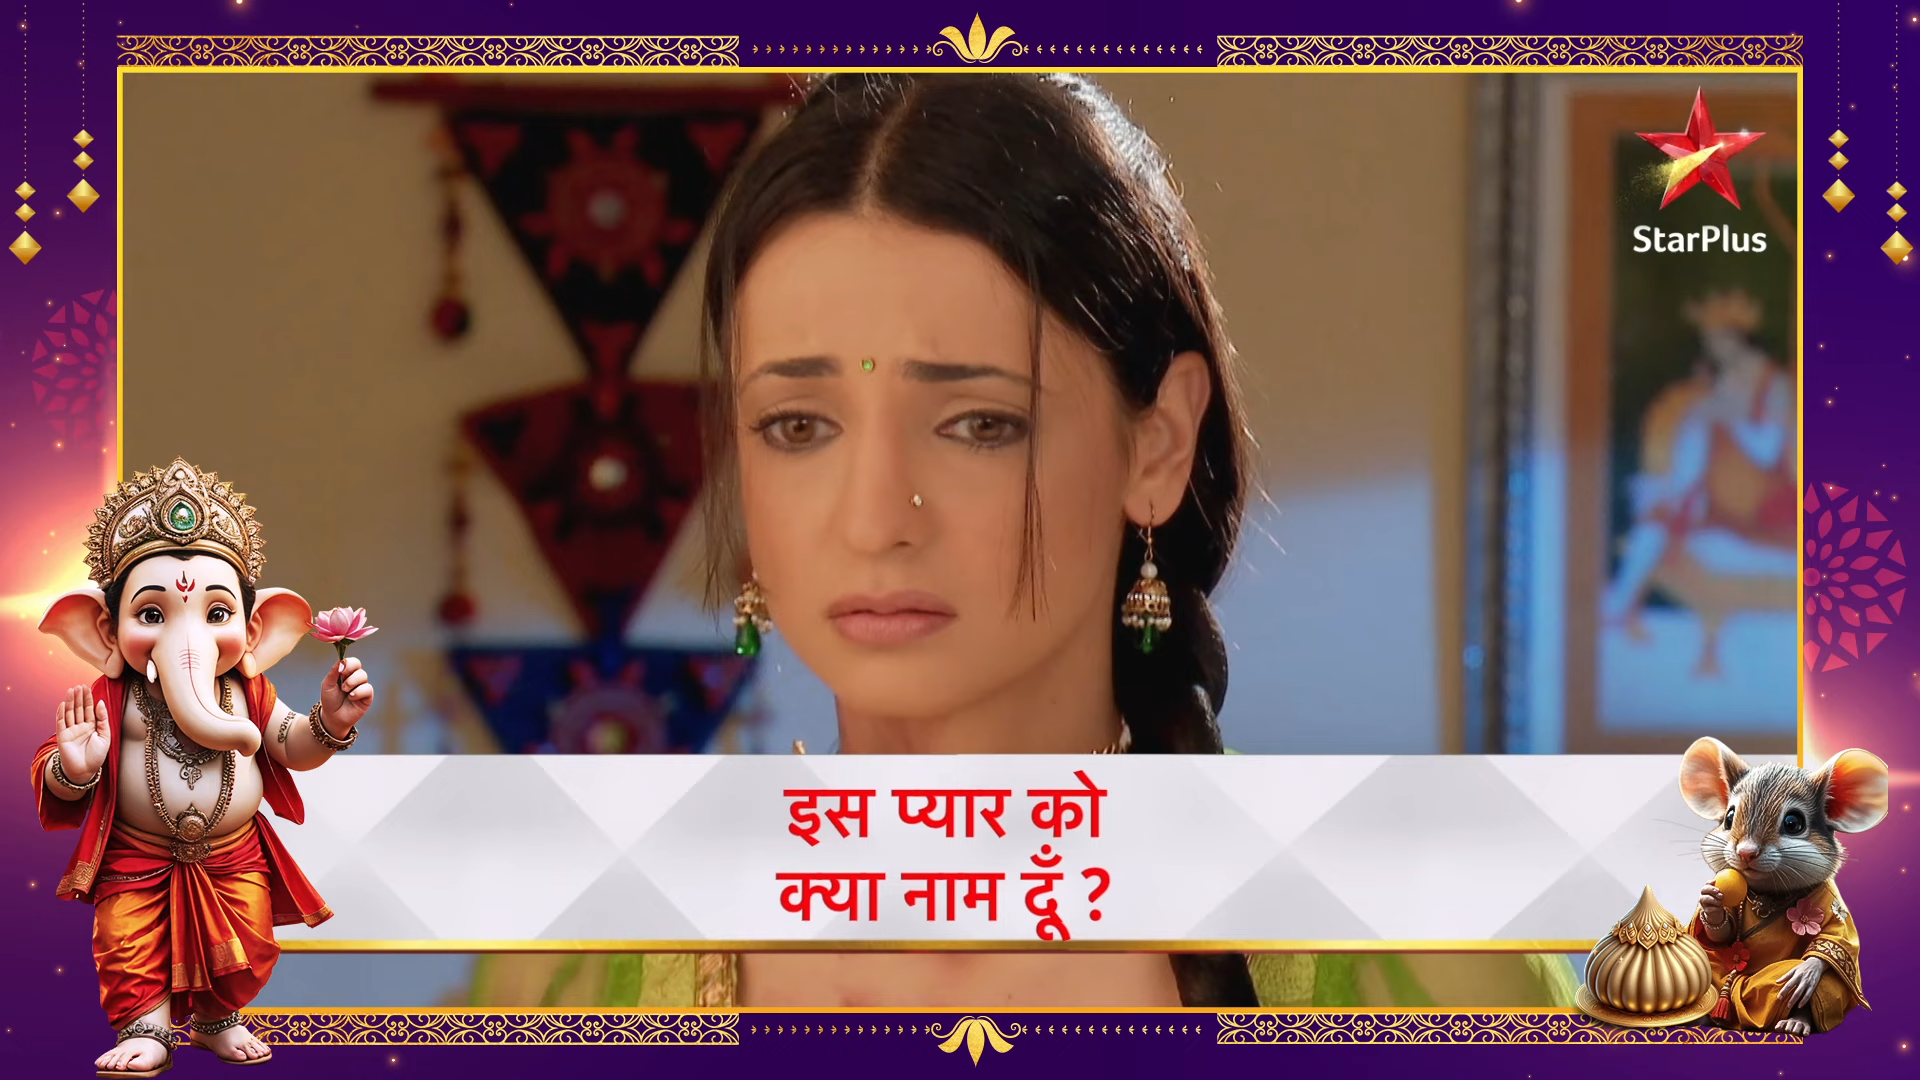 StarPlus
इस प्यार को
क्या नाम दूँ ?